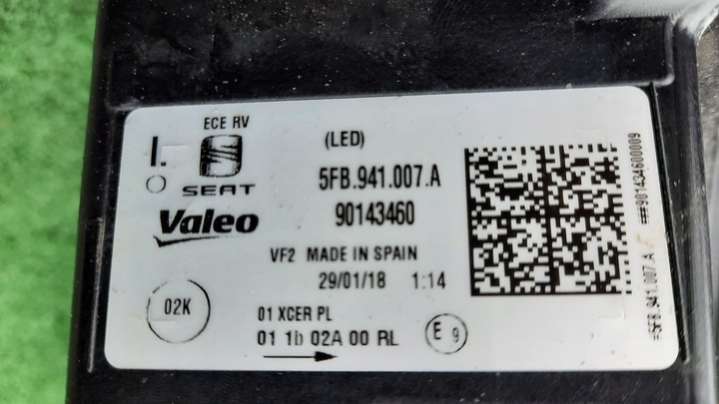 ECE RV
(LED)
I.
SEAT
5FB.941.007.A
Valeo
90143460
VF2 MADE IN SPAIN
29/01/18 1:14
02K
01 XCER PL
01 1b 02A 00 RL
E 9
=5FB.941.007 A
###901434600009